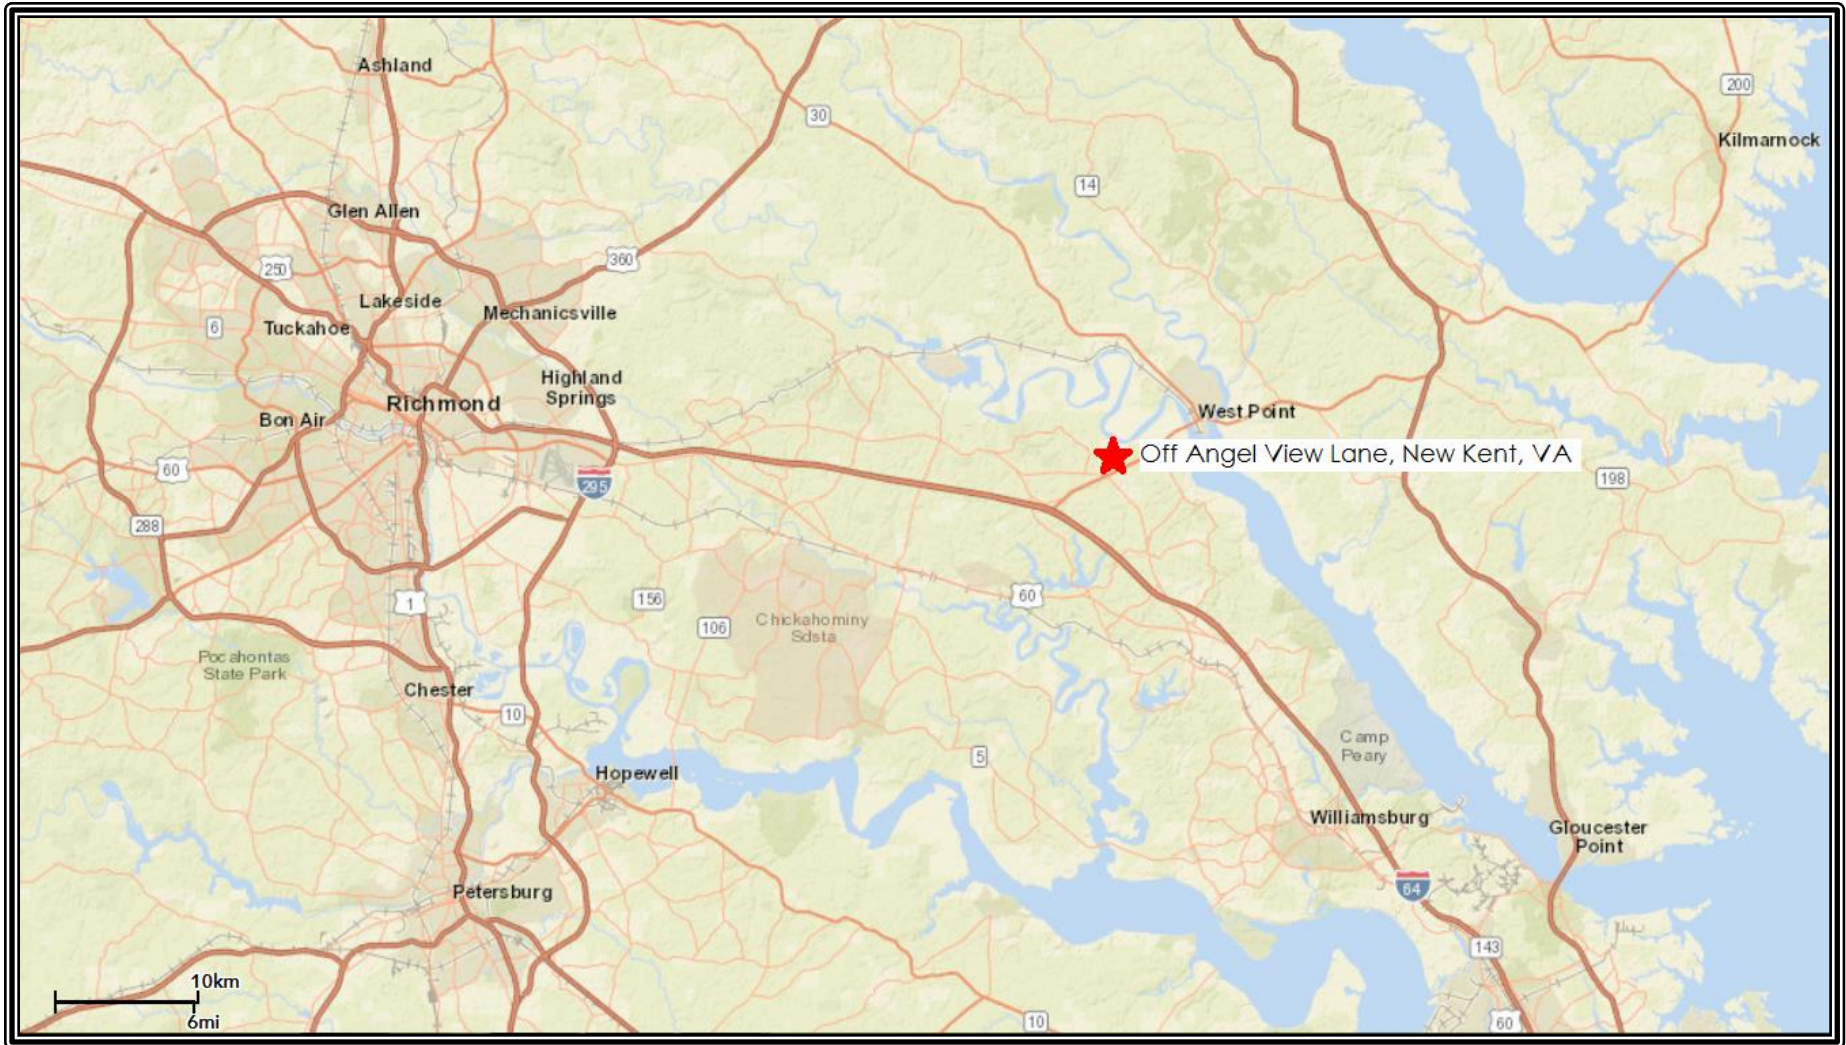 Ashland
200
30
Kilmarnock
14
Glen Allen
360
250
Lakeside
Mechanicsville
6
Tuckahoe
Highland
Springs
Richmond
West Point
Bon Air
Off Angel View Lane, New Kent, VA
60
295
198
288
1
156
60
106
Chickahominy
Sdsta
Pocahontas
State Park
Chester
10
Camp
Peary
5
Hopewell
Williamsburg
Gloucester
Point
Petersburg
64
143
10km
6mi
10
60